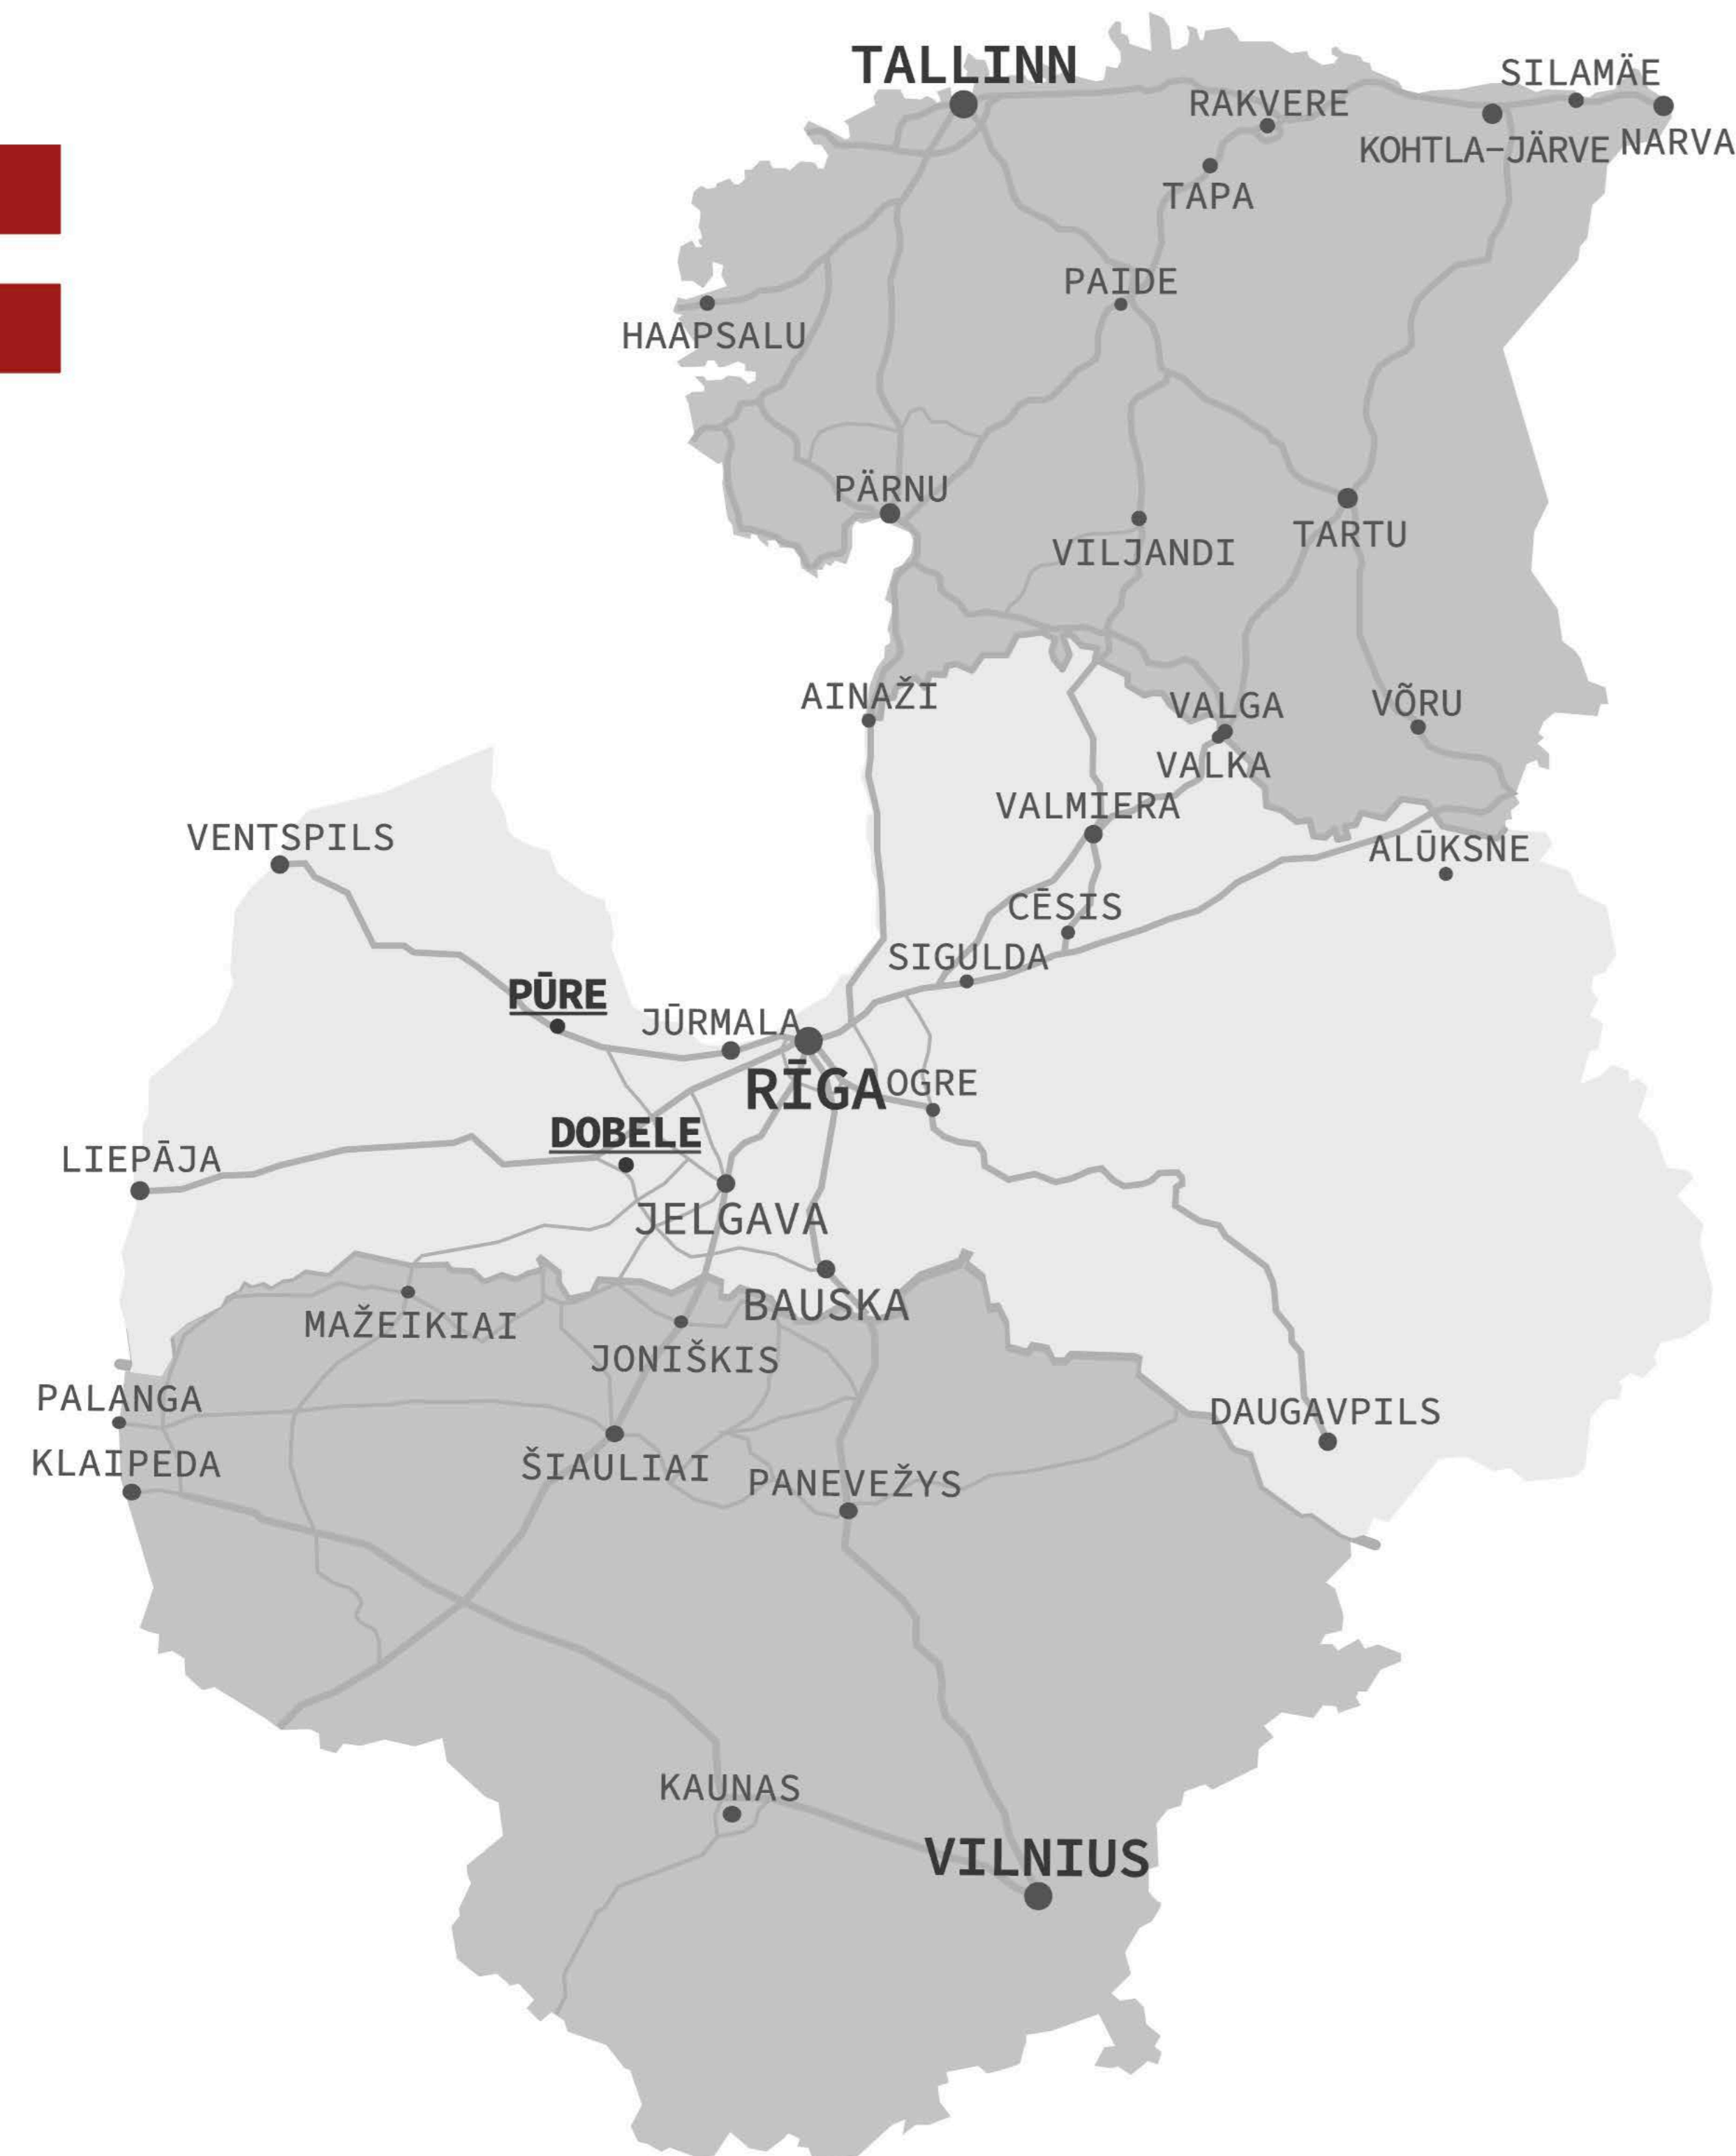 TALLINN
SILAMÄE
RAKVERE
KOHTLA-JÄRVE
NARVA
TAPA
PAIDE
HAAPSALU
PÄRNU
VILJANDI
TARTU
AINAŽI
VALGA
VÕRU
VALKA
VALMIERA
VENTSPILS
ALŪKSNE
CĒSIS
SIGULDA
PŪRE
JŪRMALA
RĪGA
OGRE
DOBELE
LIEPĀJA
JELGAVA
BAUSKA
MAŽEIKIAI
JONIŠKIS
PALANGA
DAUGAVPILS
KLAIPEDA
ŠIAULIAI
PANEVEŽYS
KAUNAS
VILNIUS